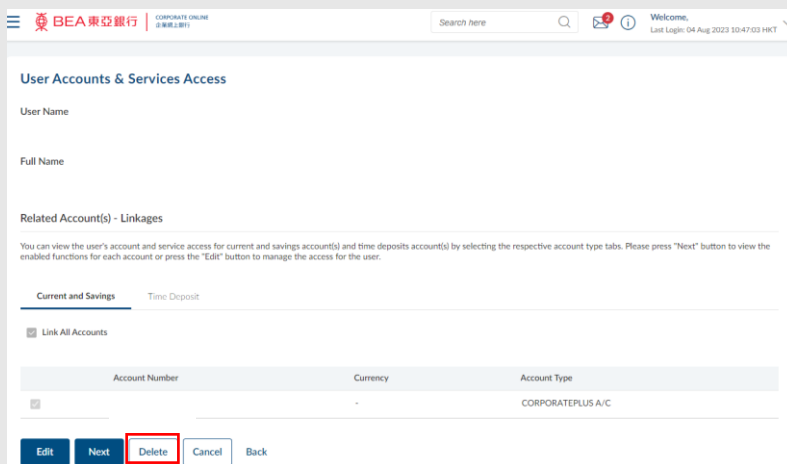 BEA東亞銀行 CORPORATE ONLINE
企業網上銀行
Search here
2
Welcome,
Last Login: 04 Aug 2023 10:47:03 HKT
User Accounts & Services Access
User Name
Full Name
Related Account(s) - Linkages
You can view the user's account and service access for current and savings account(s) and time deposits account(s) by selecting the respective account type tabs. Please press "Next" button to view the
enabled functions for each account or press the "Edit" button to manage the access for the user.
Current and Savings Time Deposit
Link All Accounts
Account Number Currency Account Type
- CORPORATEPLUS A/C
Edit Next Delete Cancel Back